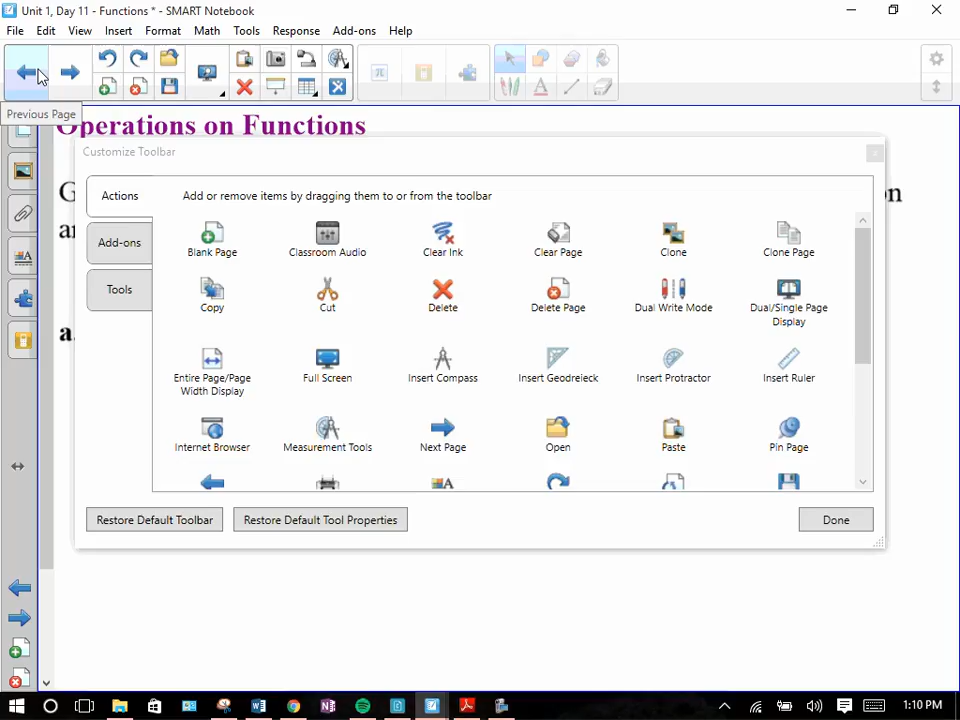 Unit 1, Day 11 - Functions * - SMART Notebook
File Edit View Insert Format Math Tools Response Add-ons Help
Previous Page
Operations on Functions
Customize Toolbar
Actions
Add or remove items by dragging them to or from the toolbar
Add-ons
Tools
Blank Page Classroom Audio Clear Ink Clear Page Clone Clone Page
Copy Cut Delete Delete Page Dual Write Mode Dual/Single Page
Display
Entire Page/Page Full Screen Insert Compass Insert Geodreieck Insert Protractor Insert Ruler
Width Display
Internet Browser Measurement Tools Next Page Open Paste Pin Page
a.
Restore Default Toolbar Restore Default Tool Properties Done
1:10 PM